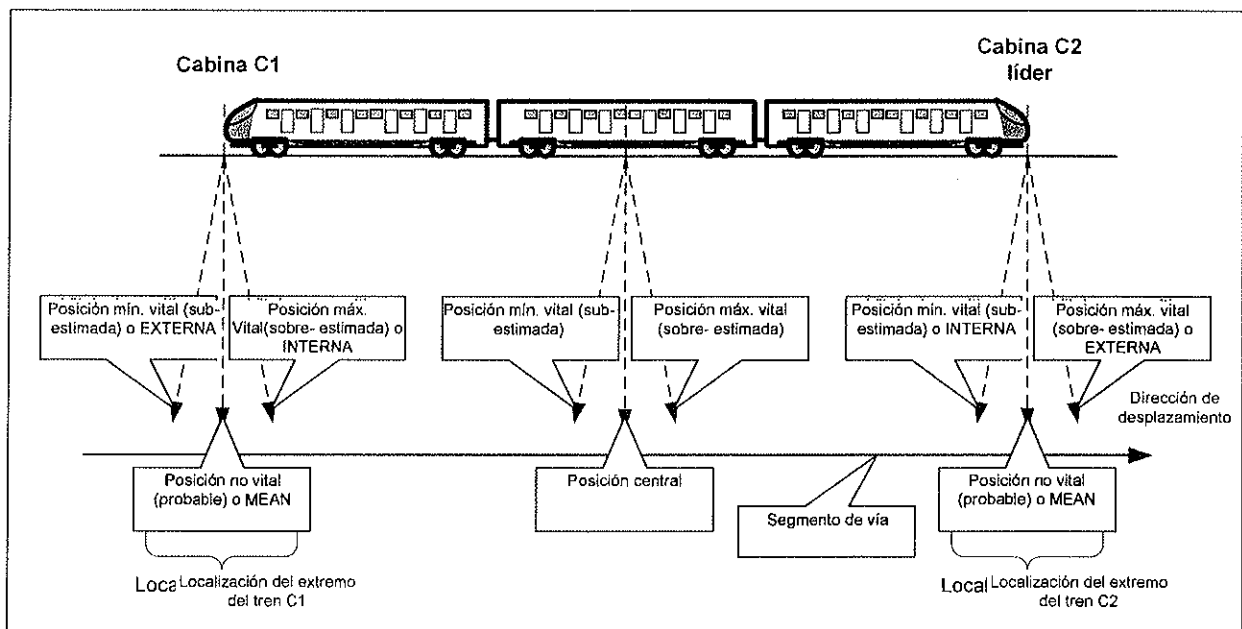 Cabina C1
Cabina C2
líder
Posición mín. vital (sub-
estimada) o EXTERNA
Posición máx.
Vital(sobre- estimada) o
INTERNA
Posición mín. vital (sub-
estimada)
Posición máx. vital
(sobre- estimada)
Posición mín. vital (sub-
estimada) o INTERNA
Posición máx. vital
(sobre- estimada) o
EXTERNA
Dirección de
desplazamiento
Posición no vital
(probable) o MEAN
Posición central
Segmento de vía
Posición no vital
(probable) o MEAN
Loca Localización del extremo
del tren C1
Local Localización del extremo
del tren C2